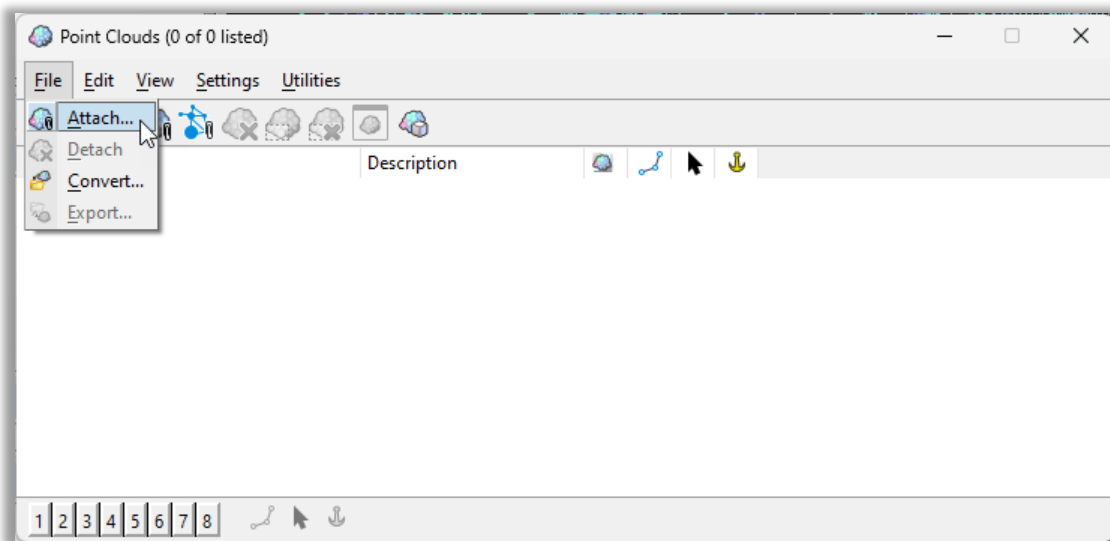 Point Clouds (0 of 0 listed)
File Edit View Settings Utilities
Attach...
Detach
Description
Convert...
Export...
1 2 3 4 5 6 7 8